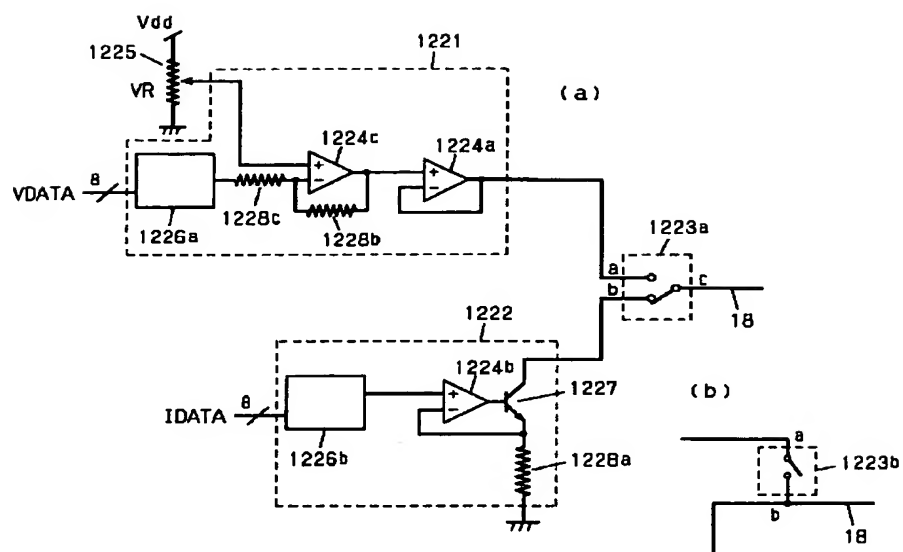 Vdd
1225
VR
1221
(a)
1224c
1224a
+
−
+
−
8
VDATA
1226a
1228c
1228b
1223a
a
b
c
18
1222
1224b
+
−
1227
8
IDATA
1226b
1228a
(b)
a
1223b
b
18